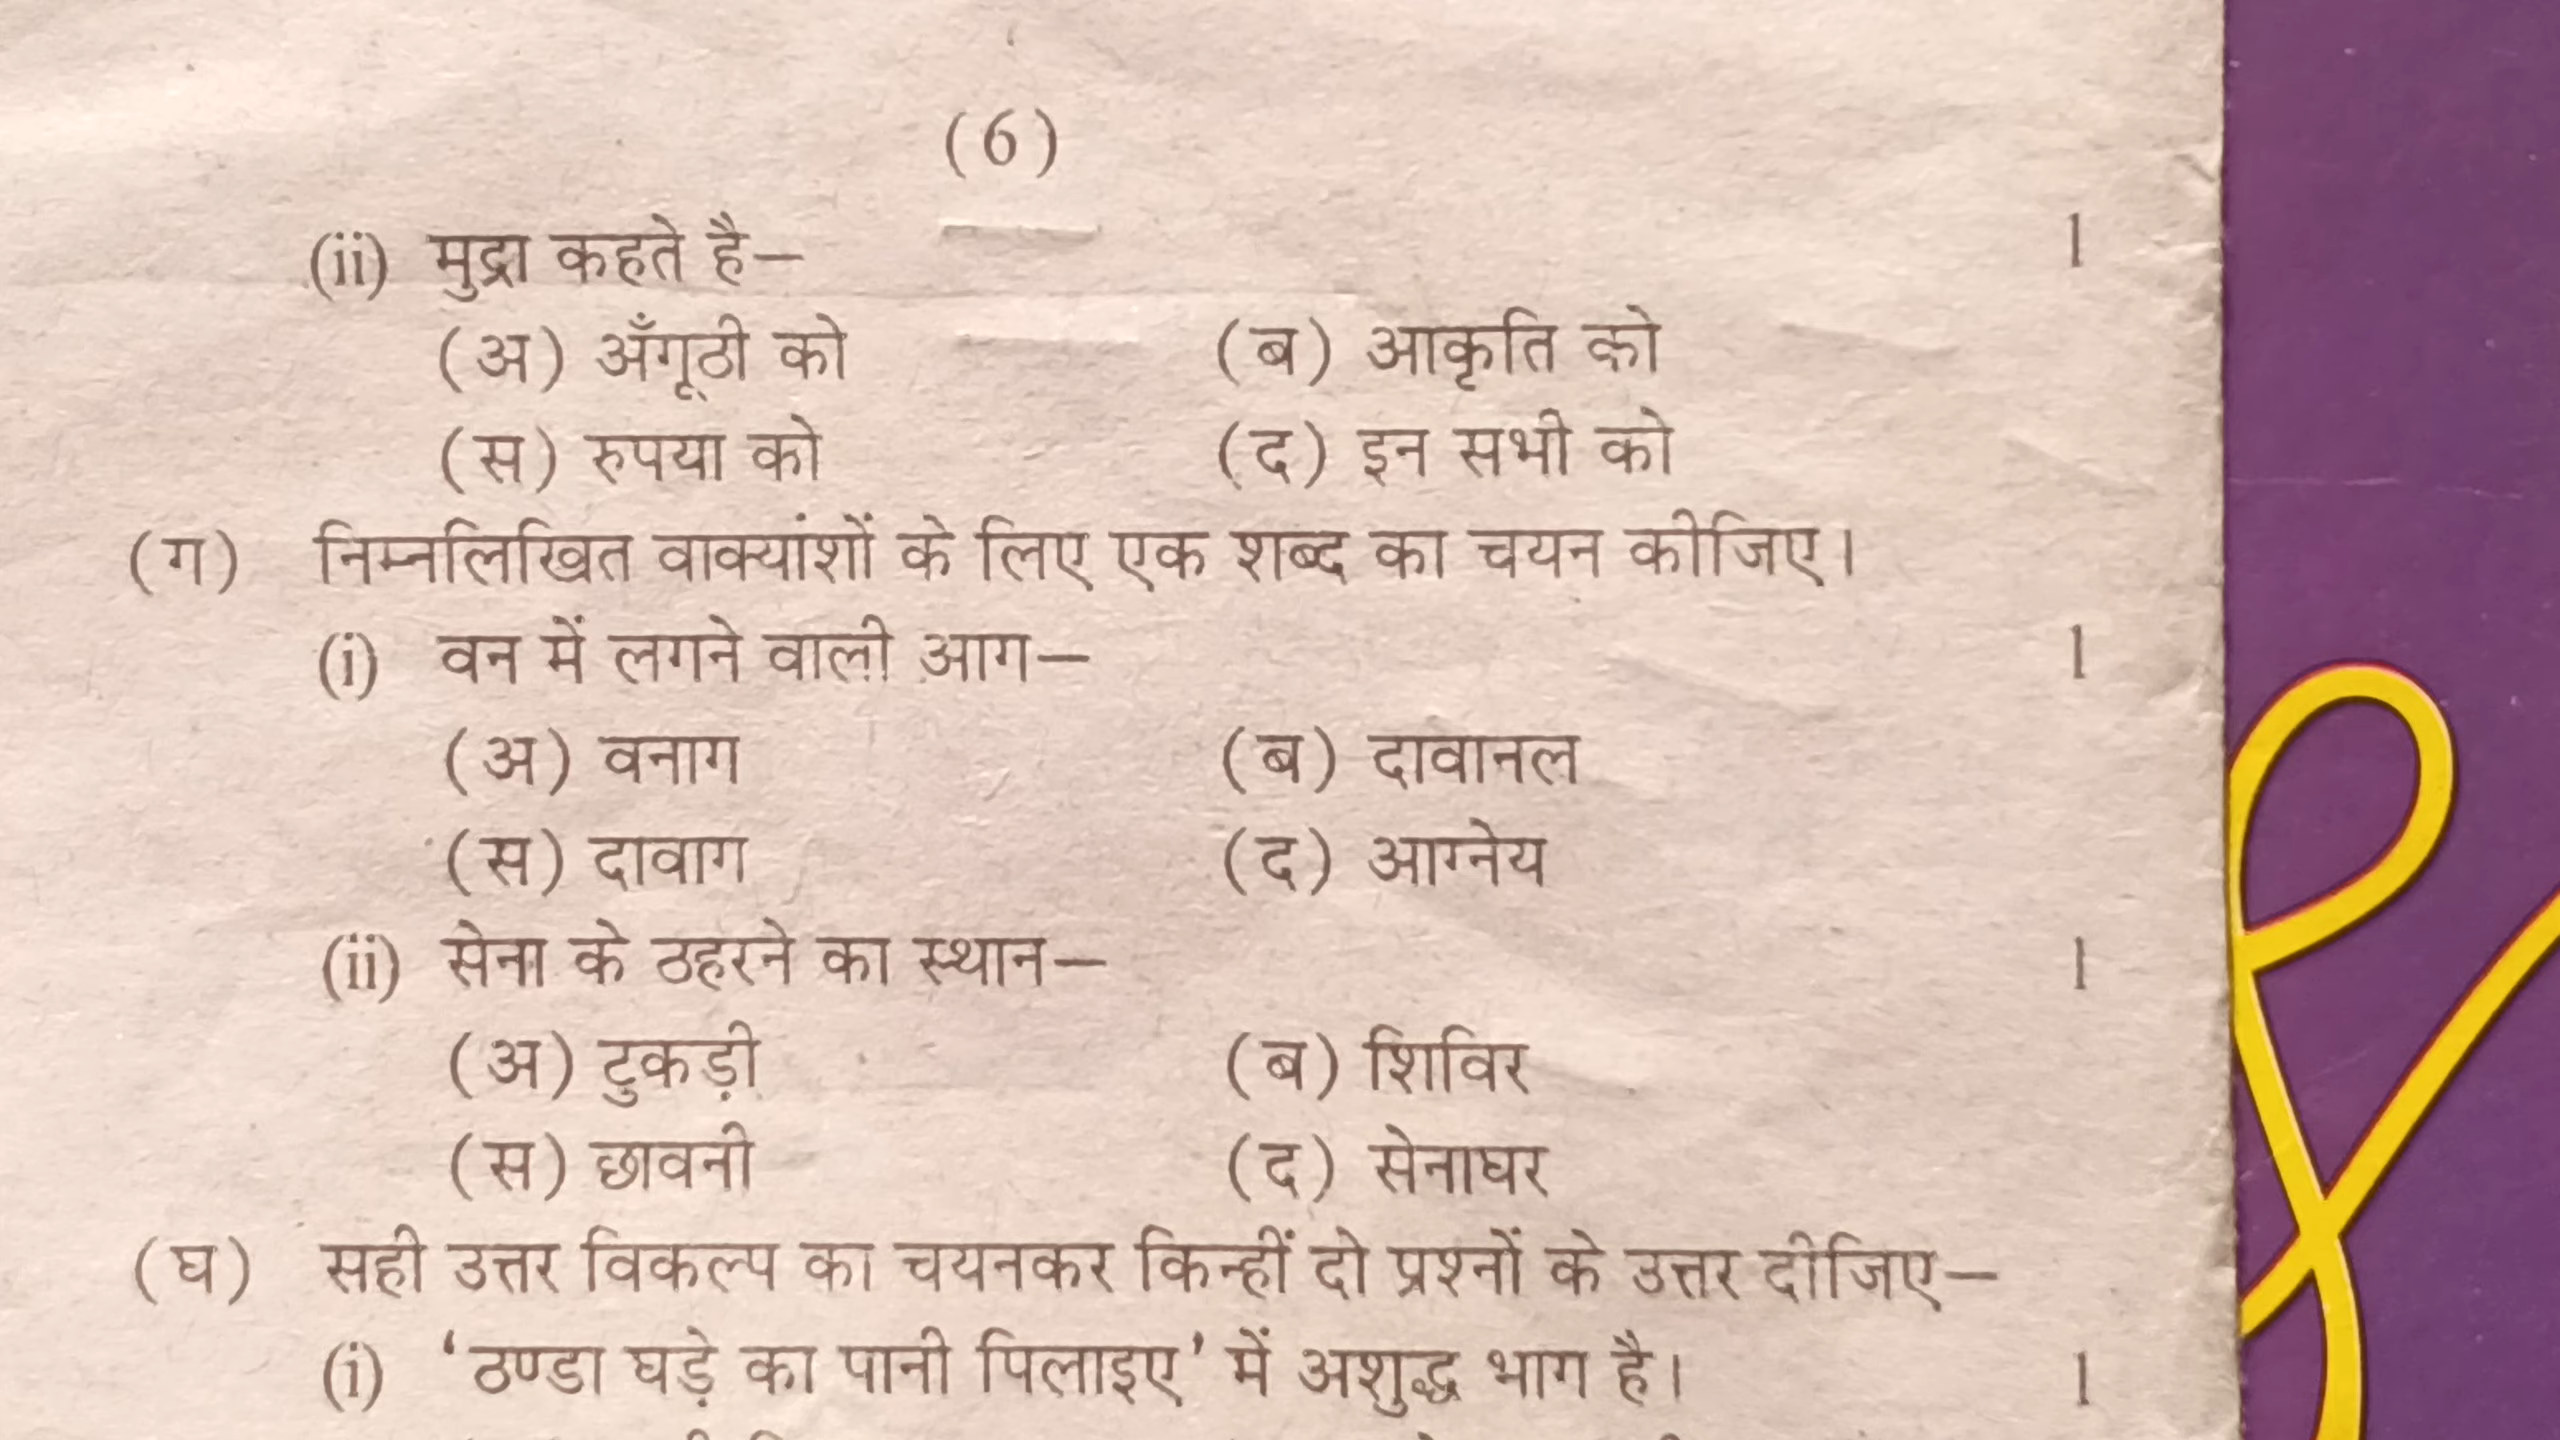 (6)
(ii) मुद्रा कहते है– 1
(अ) अँगूठी को (ब) आकृति को
(स) रुपया को (द) इन सभी को
(ग) निम्नलिखित वाक्यांशों के लिए एक शब्द का चयन कीजिए।
(i) वन में लगने वाली आग– 1
(अ) वनाग (ब) दावानल
(स) दावाग (द) आग्नेय
(ii) सेना के ठहरने का स्थान– 1
(अ) टुकड़ी (ब) शिविर
(स) छावनी (द) सेनाघर
(घ) सही उत्तर विकल्प का चयनकर किन्हीं दो प्रश्नों के उत्तर दीजिए–
(i) ‘ठण्डा घड़े का पानी पिलाइए’ में अशुद्ध भाग है। 1